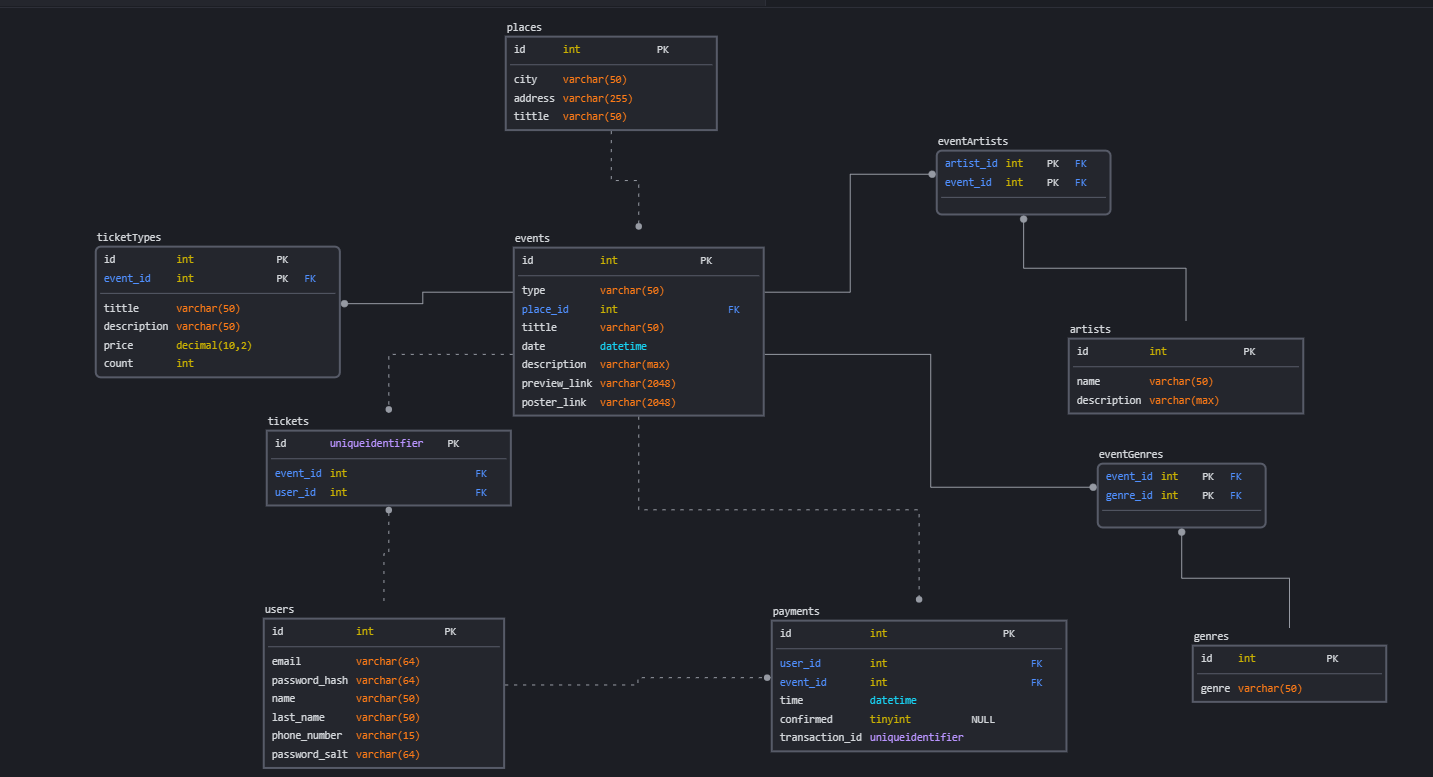 places
id int PK
city varchar(50)
address varchar(255)
tittle varchar(50)
eventArtists
artist_id int PK FK
event_id int PK FK
ticketTypes
id int PK
event_id int PK FK
tittle varchar(50)
description varchar(50)
price decimal(10,2)
count int
events
id int PK
type varchar(50)
place_id int FK
tittle varchar(50)
date datetime
description varchar(max)
preview_link varchar(2048)
poster_link varchar(2048)
artists
id int PK
name varchar(50)
description varchar(max)
tickets
id uniqueidentifier PK
event_id int FK
user_id int FK
eventGenres
event_id int PK FK
genre_id int PK FK
users
id int PK
email varchar(64)
password_hash varchar(64)
name varchar(50)
last_name varchar(50)
phone_number varchar(15)
password_salt varchar(64)
payments
id int PK
user_id int FK
event_id int FK
time datetime
confirmed tinyint NULL
transaction_id uniqueidentifier
genres
id int PK
genre varchar(50)